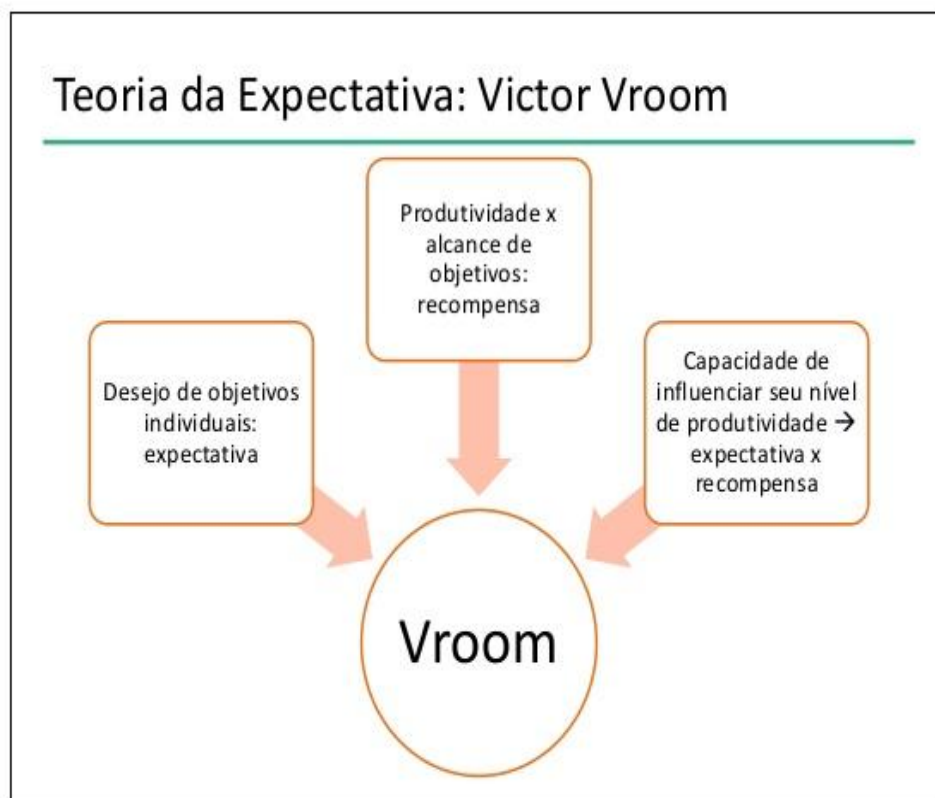 Teoria da Expectativa: Victor Vroom
Produtividade x
alcance de
objetivos:
recompensa
Desejo de objetivos
individuais:
expectativa
Capacidade de
influenciar seu nível
de produtividade →
expectativa x
recompensa
Vroom